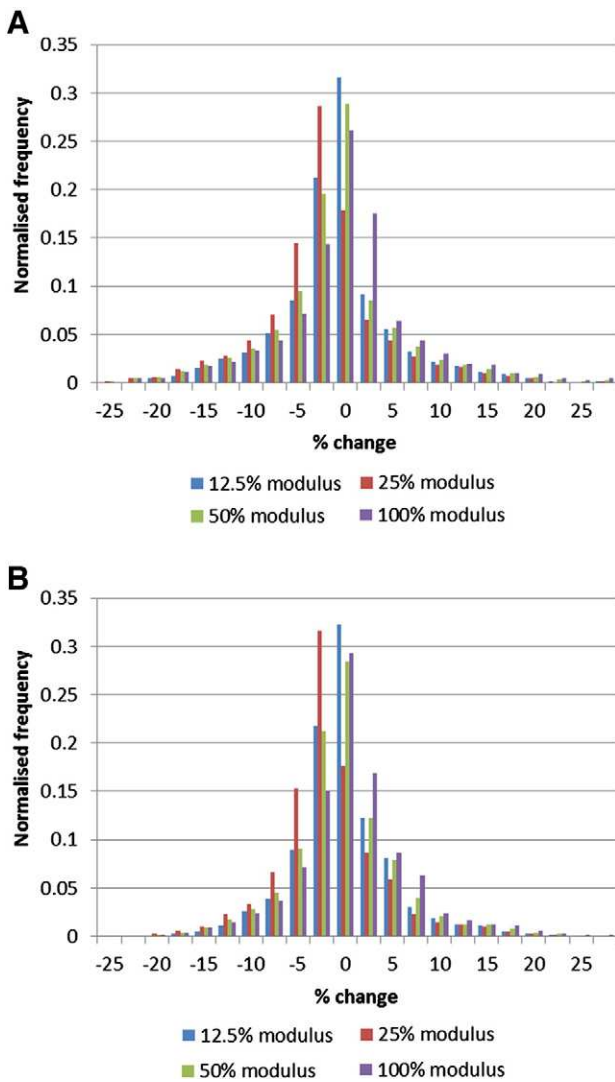 A
0.35
0.3
0.25
0.2
0.15
0.1
0.05
0
Normalised frequency
-25 -20 -15 -10 -5 0 5 10 15 20 25
% change
12.5% modulus 25% modulus
50% modulus 100% modulus
B
0.35
0.3
0.25
0.2
0.15
0.1
0.05
0
Normalised frequency
-25 -20 -15 -10 -5 0 5 10 15 20 25
% change
12.5% modulus 25% modulus
50% modulus 100% modulus